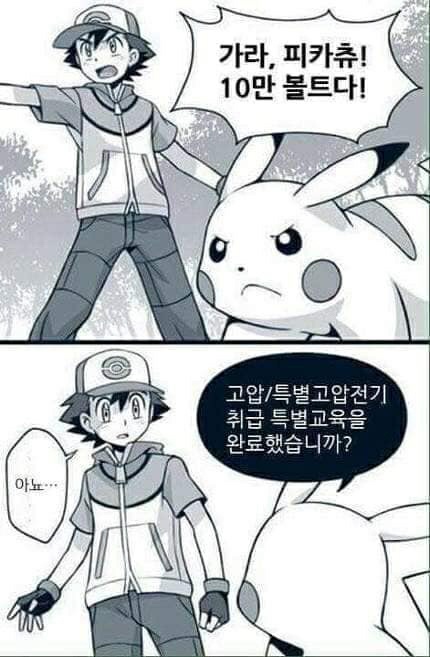 가라, 피카츄!
10만 볼트다!
고압/특별고압전기
취급 특별교육을
완료했습니까?
아뇨…